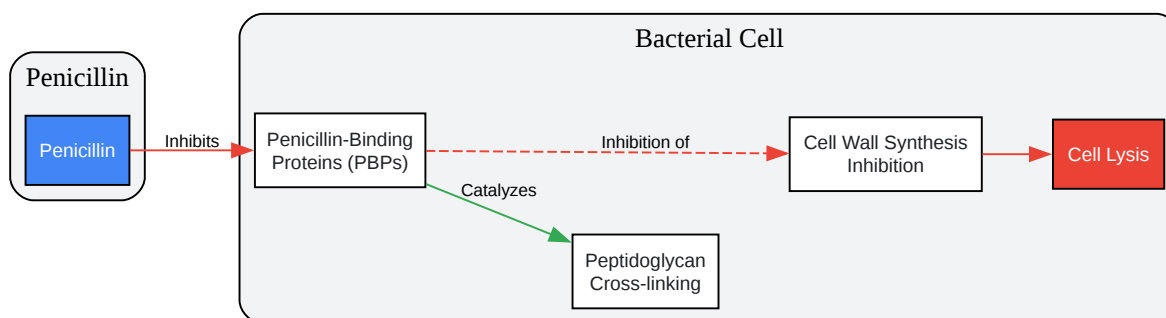 Bacterial Cell
Penicillin
Penicillin
Inhibits
Penicillin-Binding
Proteins (PBPs)
Inhibition of
Cell Wall Synthesis
Inhibition
Cell Lysis
Catalyzes
Peptidoglycan
Cross-linking